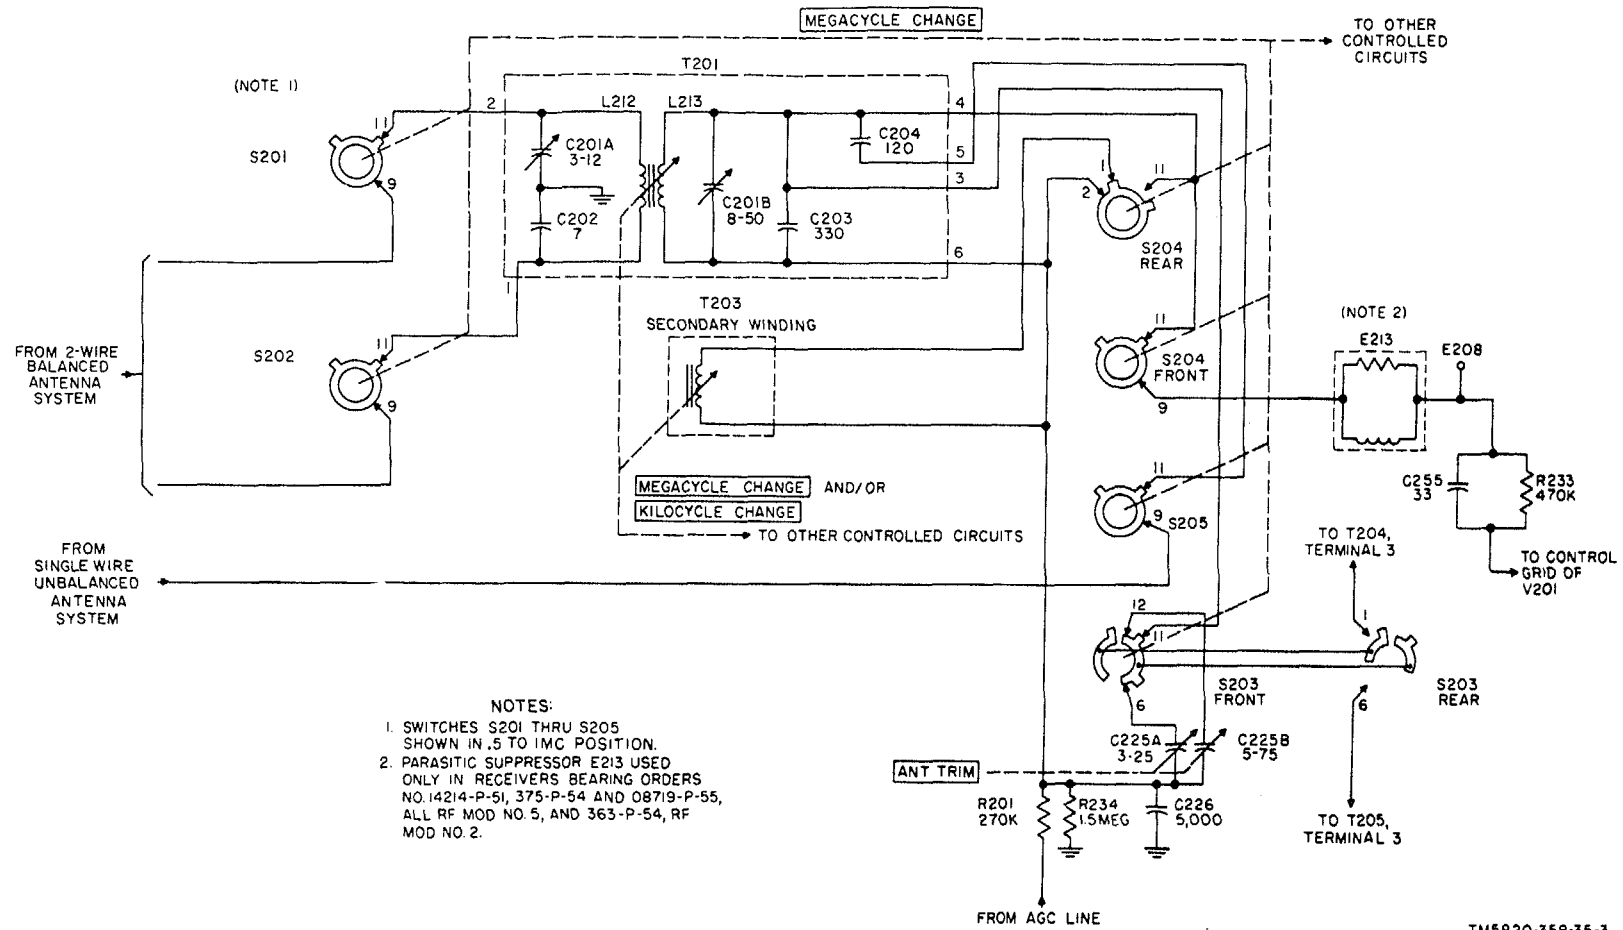 MEGACYCLE CHANGE
TO OTHER
CONTROLLED
CIRCUITS
T201
(NOTE 1)
2
L212
L213
4
11
S201
C201A
3-12
C204
120
5
1
11
9
3
2
C202
7
C201B
8-50
C203
330
6
S204
REAR
1
T203
SECONDARY WINDING
(NOTE 2)
11
11
E213
E208
FROM 2-WIRE
BALANCED
ANTENNA
SYSTEM
S202
S204
FRONT
9
9
11
MEGACYCLE CHANGE AND/OR
KILOCYCLE CHANGE
C255
33
R233
470K
9
S205
TO OTHER CONTROLLED CIRCUITS
FROM
SINGLE WIRE
UNBALANCED
ANTENNA
SYSTEM
TO T204,
TERMINAL 3
TO CONTROL
GRID OF
V201
12
1
11
S203
FRONT
S203
REAR
6
6
NOTES:
1. SWITCHES S201 THRU S205
SHOWN IN .5 TO 1MC POSITION.
2. PARASITIC SUPPRESSOR E213 USED
ONLY IN RECEIVERS BEARING ORDERS
NO. 14214-P-51, 375-P-54 AND 08719-P-55,
ALL RF MOD NO. 5, AND 363-P-54, RF
MOD NO. 2.
C225A
3-25
C225B
5-75
ANT TRIM
R201
270K
R234
1.5MEG
C226
5,000
TO T205,
TERMINAL 3
FROM AGC LINE
TM5820-358-35-3